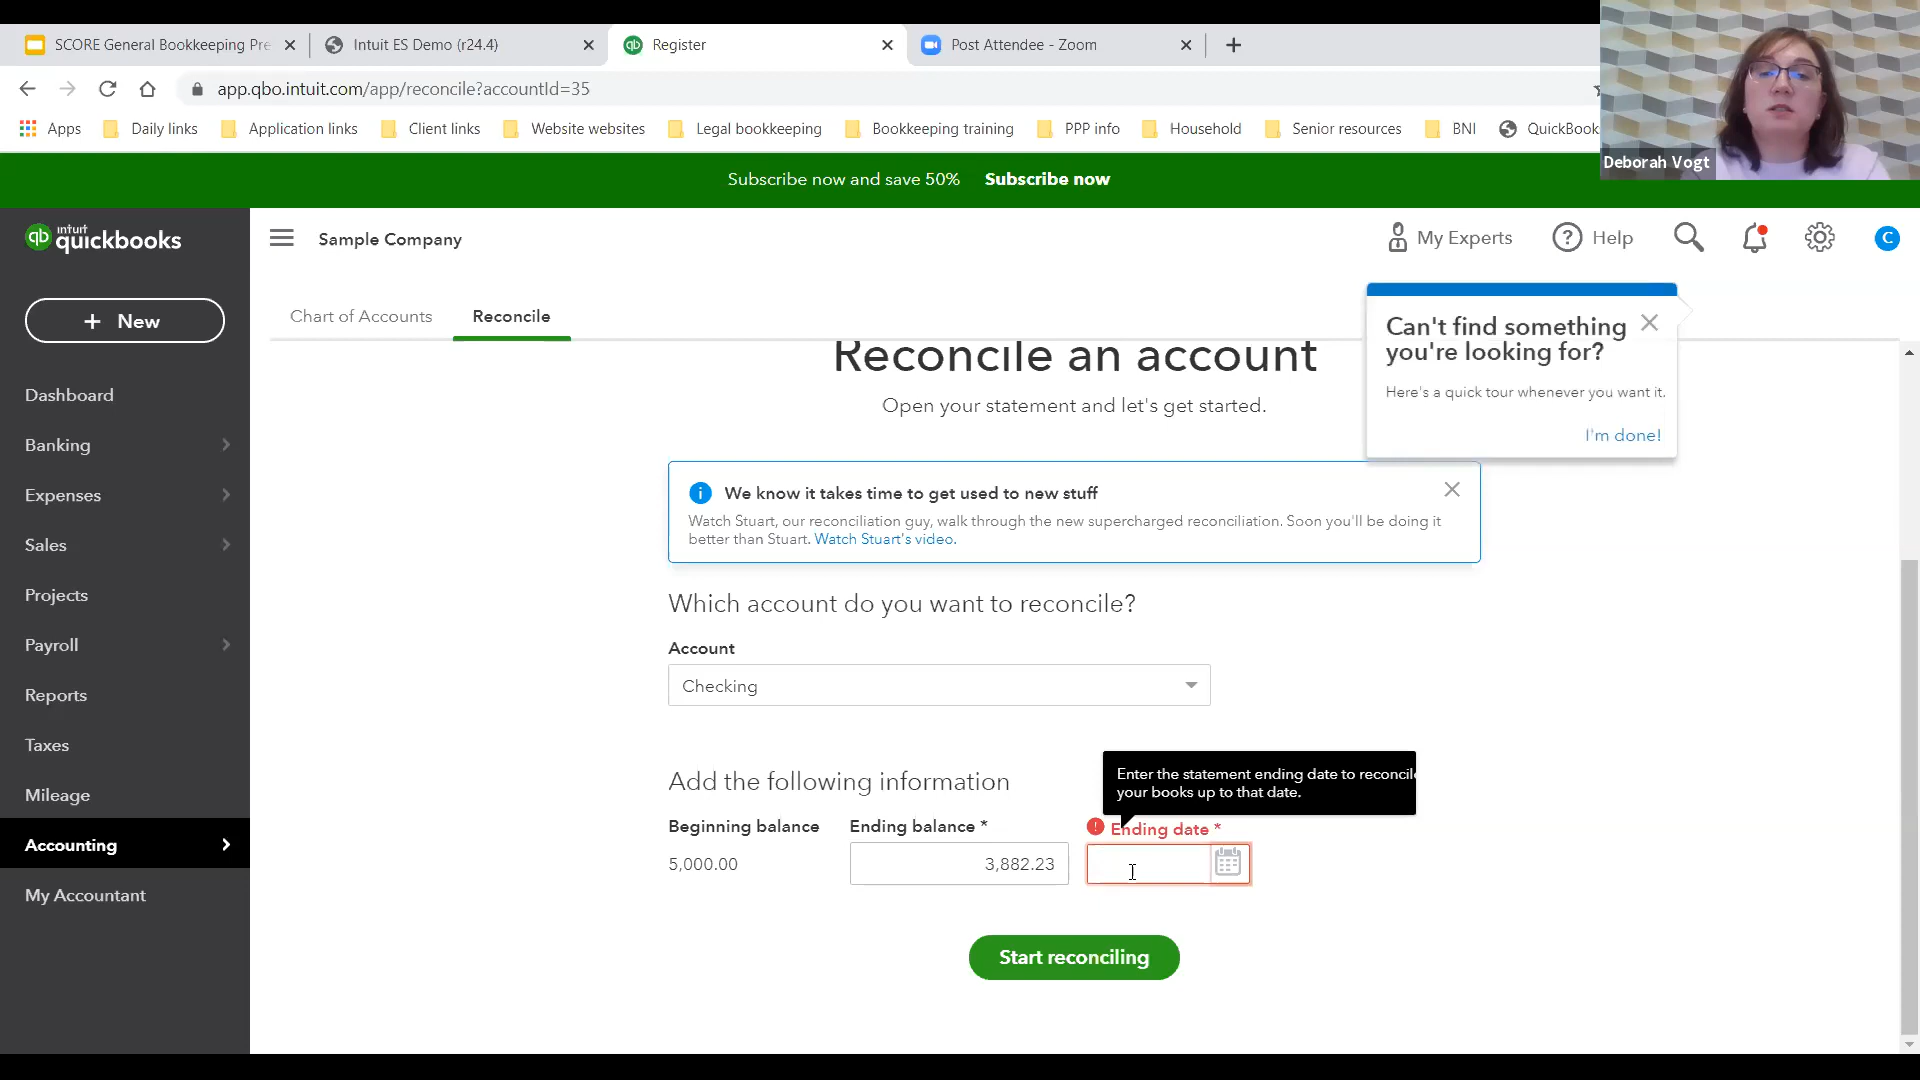 SCORE General Bookkeeping Pre
Intuit ES Demo (r24.4)
Register
Post Attendee - Zoom
app.qbo.intuit.com/app/reconcile?accountId=35
Apps
Daily links
Application links
Client links
Website websites
Legal bookkeeping
Bookkeeping training
PPP info
Household
Senior resources
BNI
QuickBook
Deborah Vogt
Subscribe now and save 50% Subscribe now
intuit
quickbooks
Sample Company
My Experts
Help
C
+ New
Dashboard
Banking
Expenses
Sales
Projects
Payroll
Reports
Taxes
Mileage
Accounting
My Accountant
Chart of Accounts
Reconcile
Reconcile an account
Open your statement and let's get started.
Can't find something
you're looking for?
Here's a quick tour whenever you want it.
I'm done!
We know it takes time to get used to new stuff
Watch Stuart, our reconciliation guy, walk through the new supercharged reconciliation. Soon you'll be doing it
better than Stuart. Watch Stuart's video.
Which account do you want to reconcile?
Account
Checking
Add the following information
Enter the statement ending date to reconcile
your books up to that date.
Beginning balance
Ending balance *
Ending date *
5,000.00
3,882.23
Start reconciling